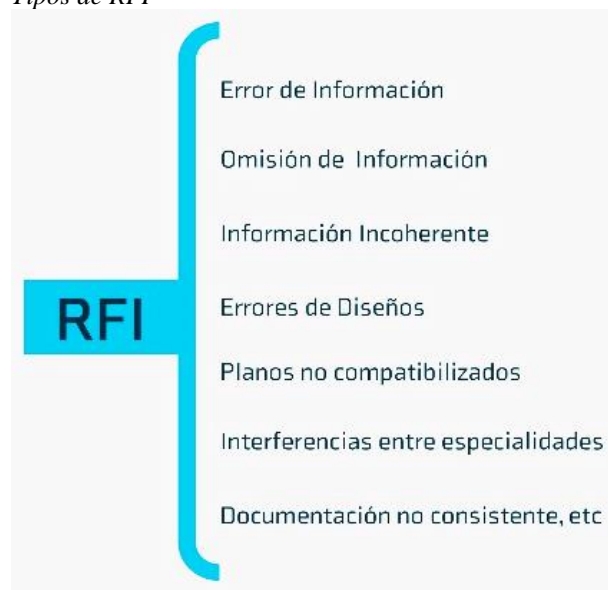 Tipos de RFI
Error de Información
Omisión de Información
Información Incoherente
RFI
Errores de Diseños
Planos no compatibilizados
Interferencias entre especialidades
Documentación no consistente, etc